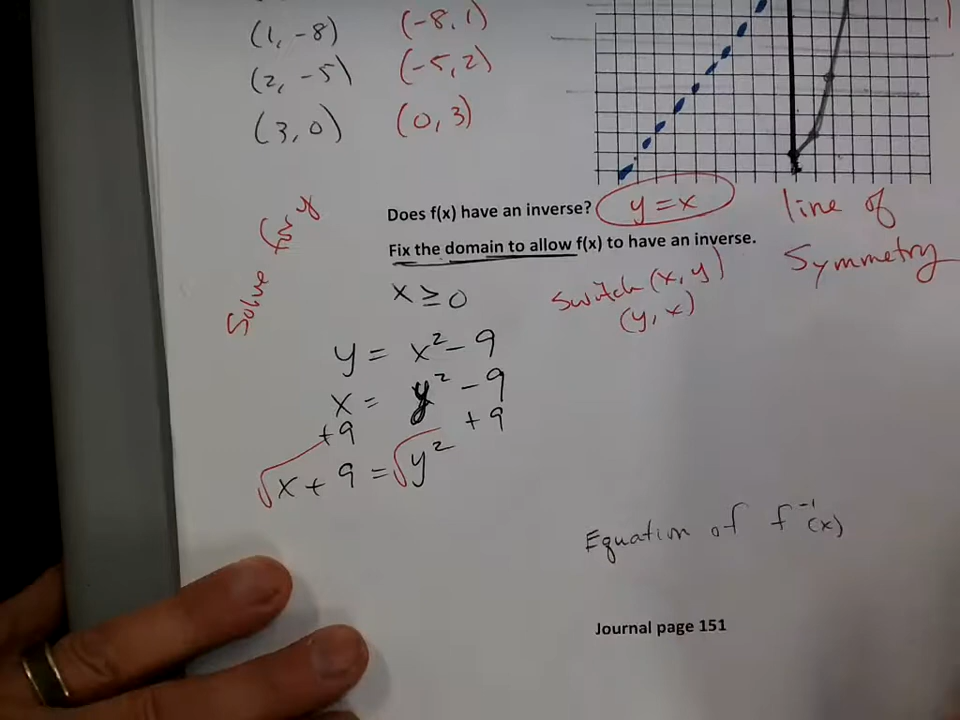 (1, -8) (-8, 1)
(2, -5) (-5, 2)
(3, 0) (0, 3)
Does f(x) have an inverse? y = x line of
Symmetry
Fix the domain to allow f(x) to have an inverse.
Solve for y
x ≥ 0
Switch (x, y)
(y, x)
y = x² - 9
x = y² - 9
+9 +9
√x + 9 = √y²
Equation of f⁻¹(x)
Journal page 151